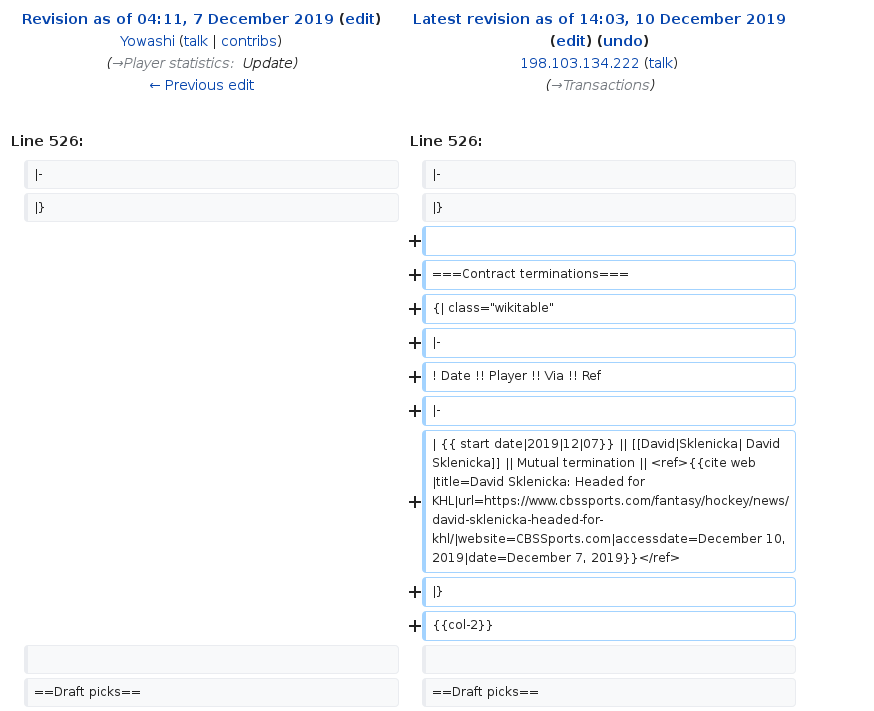 Revision as of 04:11, 7 December 2019 (edit)
Yowashi (talk | contribs)
(→Player statistics: Update)
← Previous edit
Latest revision as of 14:03, 10 December 2019
(edit) (undo)
198.103.134.222 (talk)
(→Transactions)
Line 526:
Line 526:
|-
|-
|}
|}
+
+ ===Contract terminations===
+ {| class="wikitable"
+ |-
+ ! Date !! Player !! Via !! Ref
+ |-
| {{ start date|2019|12|07}} || [[David|Sklenicka| David
Sklenicka]] || Mutual termination || <ref>{{cite web
|title=David Sklenicka: Headed for
+ KHL|url=https://www.cbssports.com/fantasy/hockey/news/
david-sklenicka-headed-for-
khl/|website=CBSSports.com|accessdate=December 10,
2019|date=December 7, 2019}}</ref>
+ |}
+ {{col-2}}
==Draft picks==
==Draft picks==